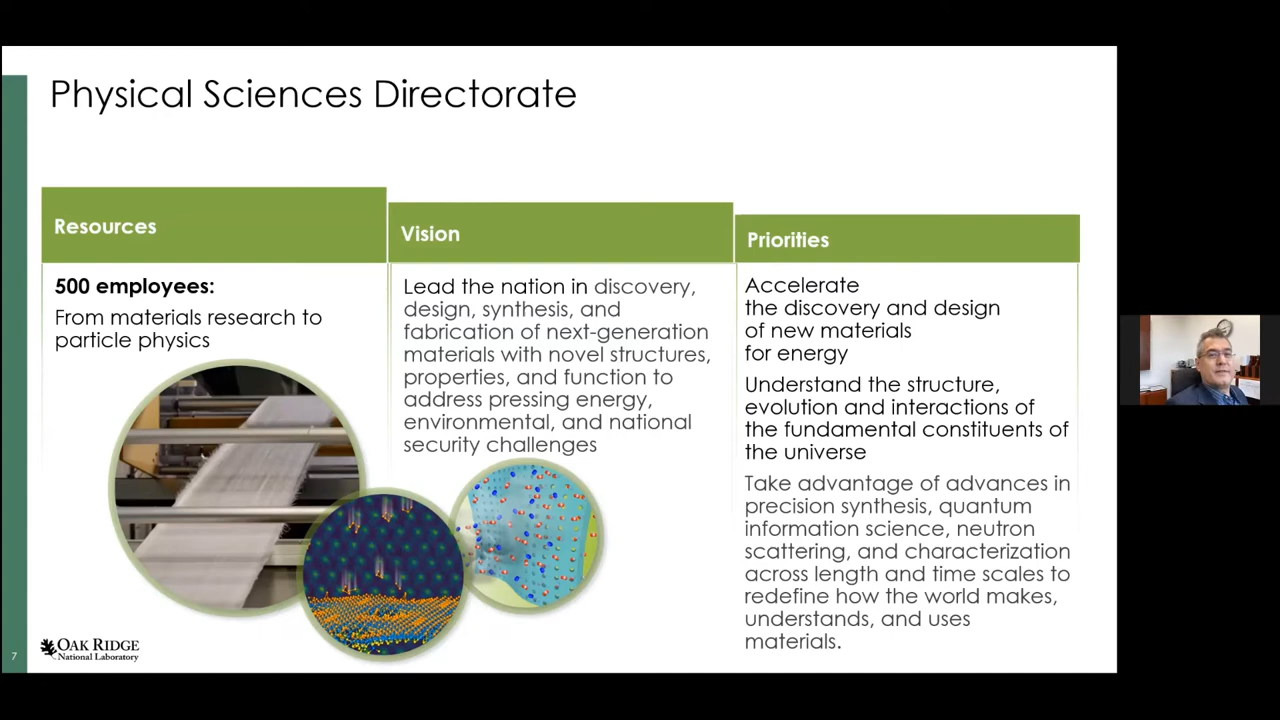 Physical Sciences Directorate
Resources
500 employees:
From materials research to
particle physics
Vision
Lead the nation in discovery,
design, synthesis, and
fabrication of next-generation
materials with novel structures,
properties, and function to
address pressing energy,
environmental, and national
security challenges
Priorities
Accelerate
the discovery and design
of new materials
for energy
Understand the structure,
evolution and interactions of
the fundamental constituents of
the universe
Take advantage of advances in
precision synthesis, quantum
information science, neutron
scattering, and characterization
across length and time scales to
redefine how the world makes,
understands, and uses
materials.
7
OAK RIDGE
National Laboratory